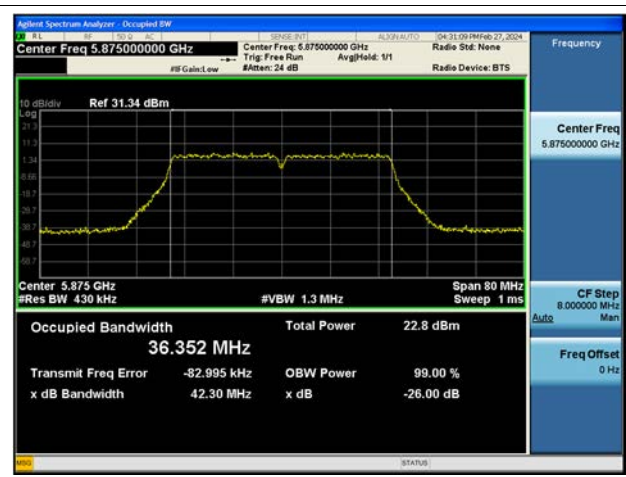 Agilent Spectrum Analyzer - Occupied BW
RL RF 50 Ω AC SENSE:INT ALIGN AUTO 04:31:09 PM Feb 27, 2024
Center Freq 5.875000000 GHz
Center Freq: 5.875000000 GHz Radio Std: None
Trig: Free Run Avg|Hold: 1/1
#IFGain:Low #Atten: 24 dB Radio Device: BTS
10 dB/div Ref 31.34 dBm
Log
21.3
11.3
1.34
-8.66
-18.7
-28.7
-38.7
-48.7
-58.7
Center 5.875 GHz Span 80 MHz
#Res BW 430 kHz #VBW 1.3 MHz Sweep 1 ms
Occupied Bandwidth Total Power 22.8 dBm
36.352 MHz
Transmit Freq Error -82.995 kHz OBW Power 99.00 %
x dB Bandwidth 42.30 MHz x dB -26.00 dB
MSG STATUS
Frequency
Center Freq
5.875000000 GHz
CF Step
8.000000 MHz
Auto Man
Freq Offset
0 Hz